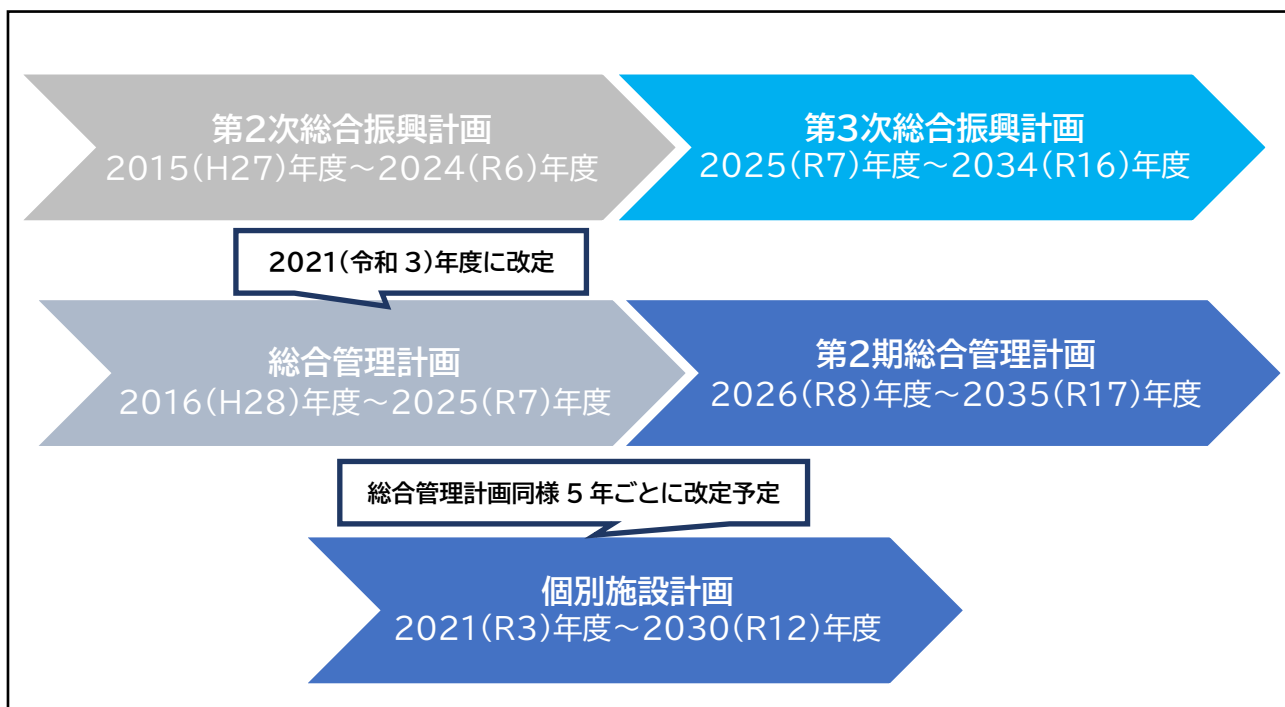 第2次総合振興計画
2015(H27)年度～2024(R6)年度
第3次総合振興計画
2025(R7)年度～2034(R16)年度
2021(令和3)年度に改定
総合管理計画
2016(H28)年度～2025(R7)年度
第2期総合管理計画
2026(R8)年度～2035(R17)年度
総合管理計画同様5年ごとに改定予定
個別施設計画
2021(R3)年度～2030(R12)年度